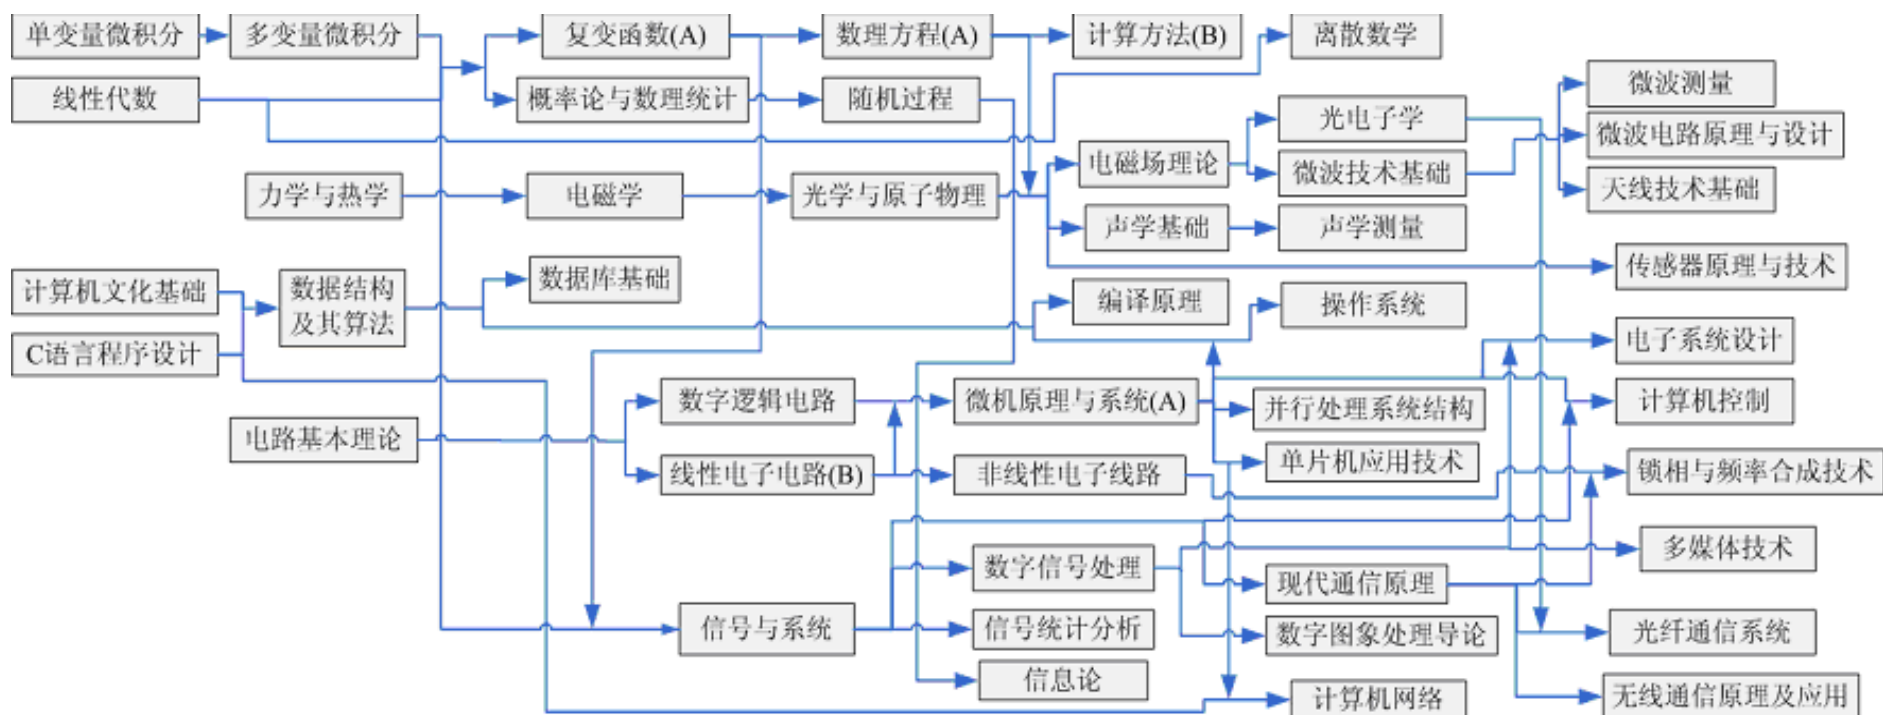 单变量微积分
多变量微积分
复变函数(A)
数理方程(A)
计算方法(B)
离散数学
线性代数
概率论与数理统计
随机过程
微波测量
光电子学
微波电路原理与设计
电磁场理论
微波技术基础
天线技术基础
力学与热学
电磁学
光学与原子物理
声学基础
声学测量
传感器原理与技术
计算机文化基础
数据结构
及其算法
数据库基础
编译原理
操作系统
C语言程序设计
电子系统设计
数字逻辑电路
微机原理与系统(A)
并行处理系统结构
计算机控制
电路基本理论
线性电子电路(B)
非线性电子线路
单片机应用技术
锁相与频率合成技术
数字信号处理
现代通信原理
多媒体技术
信号与系统
信号统计分析
数字图象处理导论
光纤通信系统
信息论
计算机网络
无线通信原理及应用